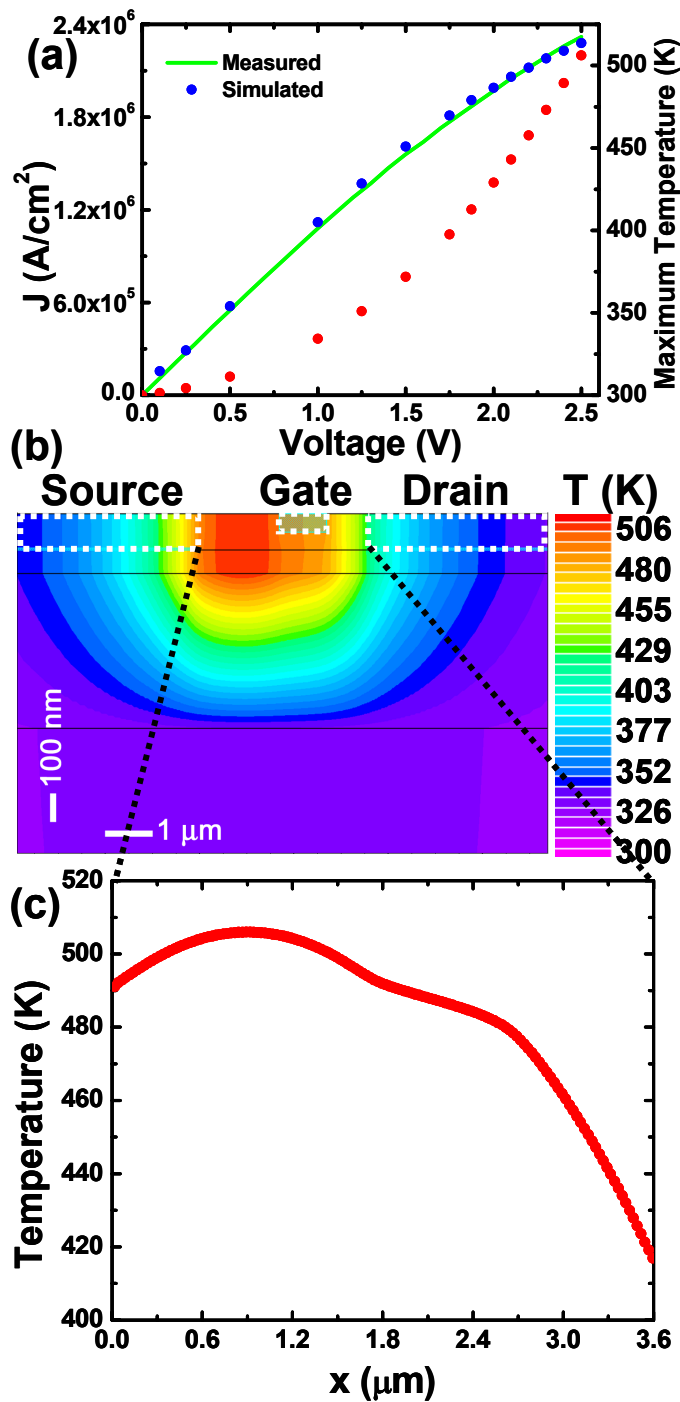 (a)
Measured
Simulated
J (A/cm²)
2.4x10⁶
1.8x10⁶
1.2x10⁶
6.0x10⁵
0.0
0.0 0.5 1.0 1.5 2.0 2.5
Voltage (V)
500
450
400
350
300
Maximum Temperature (K)
(b)
Source Gate Drain T (K)
506
480
455
429
403
377
352
326
300
100 nm
1 μm
(c)
Temperature (K)
520
500
480
460
440
420
400
0.0 0.6 1.2 1.8 2.4 3.0 3.6
x (μm)